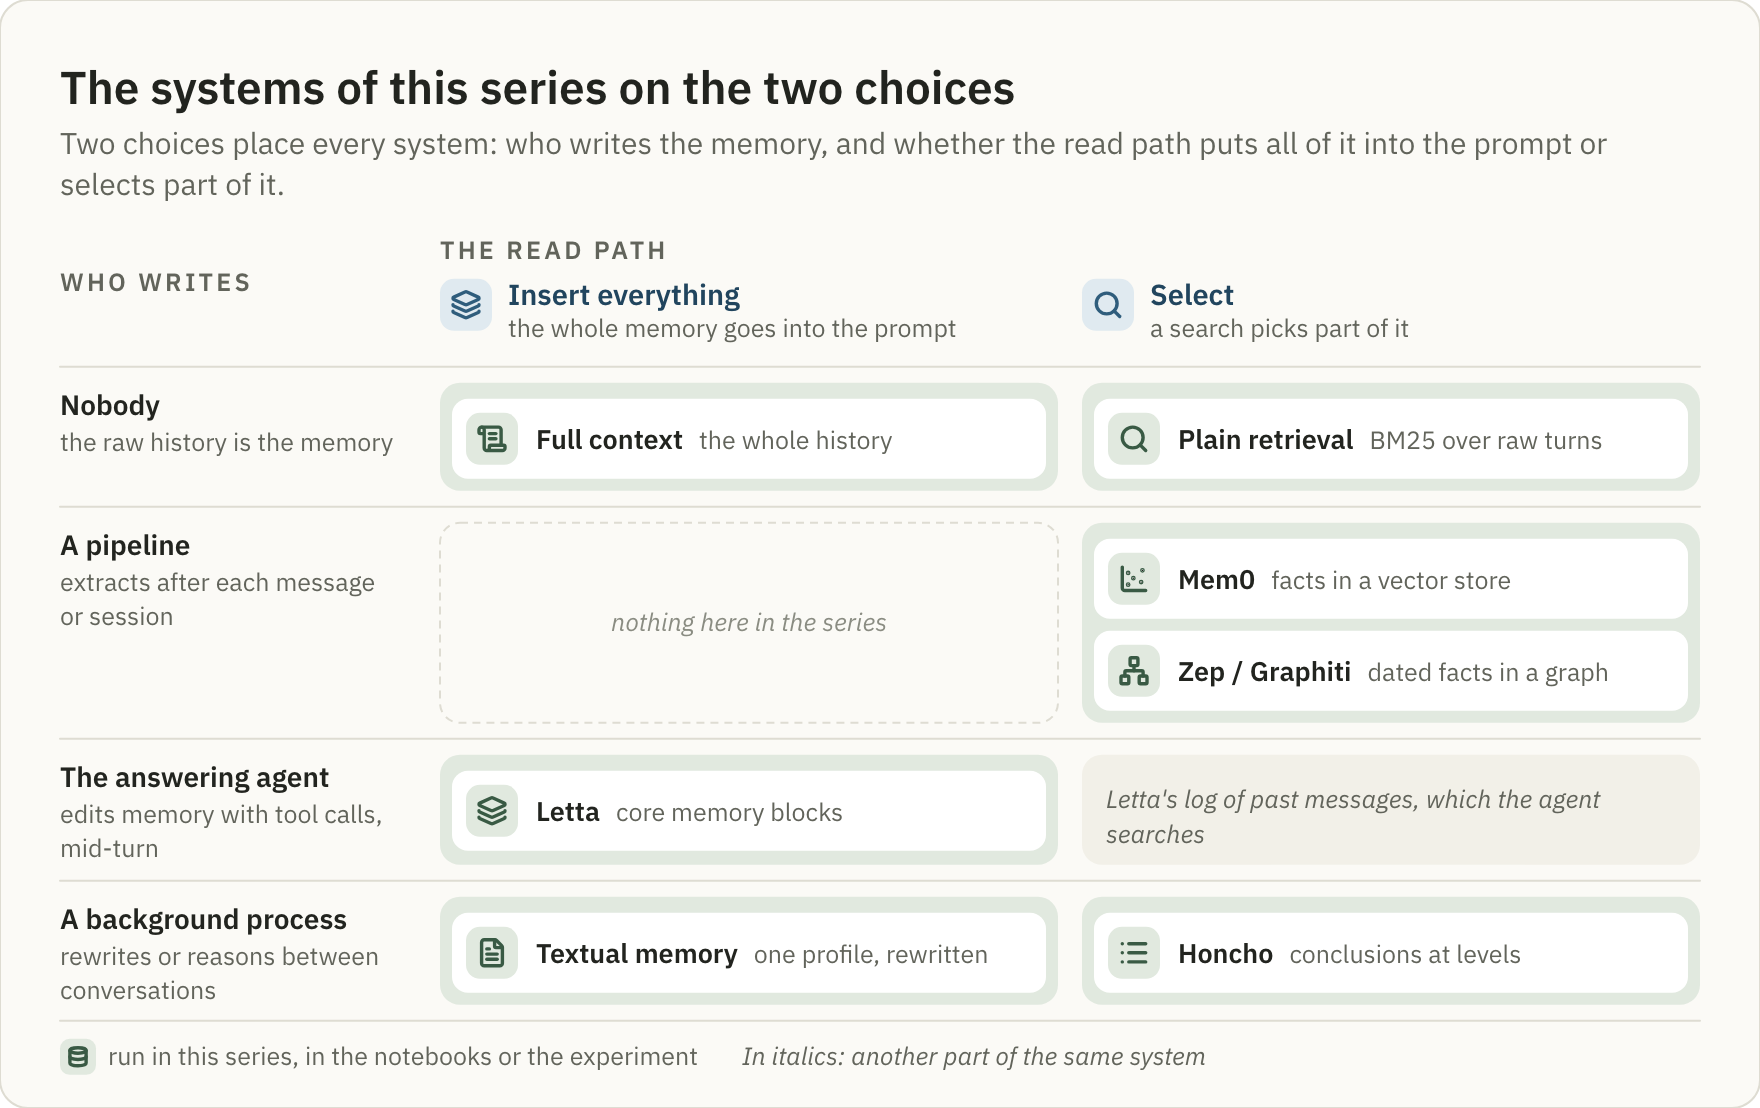 The systems of this series on the two choices
Two choices place every system: who writes the memory, and whether the read path puts all of it into the prompt or
selects part of it.
THE READ PATH
WHO WRITES
Insert everything
the whole memory goes into the prompt
Select
a search picks part of it
Nobody
the raw history is the memory
Full context the whole history
Plain retrieval BM25 over raw turns
A pipeline
extracts after each message
or session
nothing here in the series
Mem0 facts in a vector store
Zep / Graphiti dated facts in a graph
The answering agent
edits memory with tool calls,
mid-turn
Letta core memory blocks
Letta's log of past messages, which the agent
searches
A background process
rewrites or reasons between
conversations
Textual memory one profile, rewritten
Honcho conclusions at levels
run in this series, in the notebooks or the experiment
In italics: another part of the same system